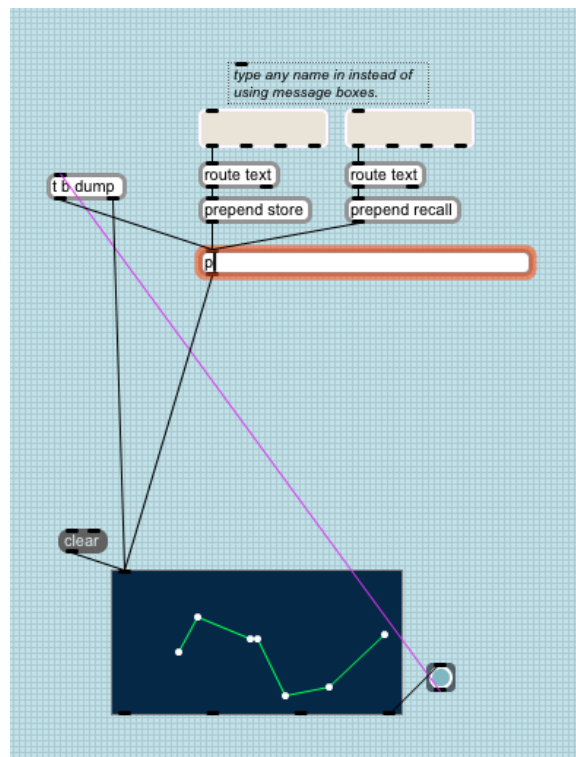 type any name in instead of
using message boxes.
route text
route text
t b dump
prepend store
prepend recall
p
clear